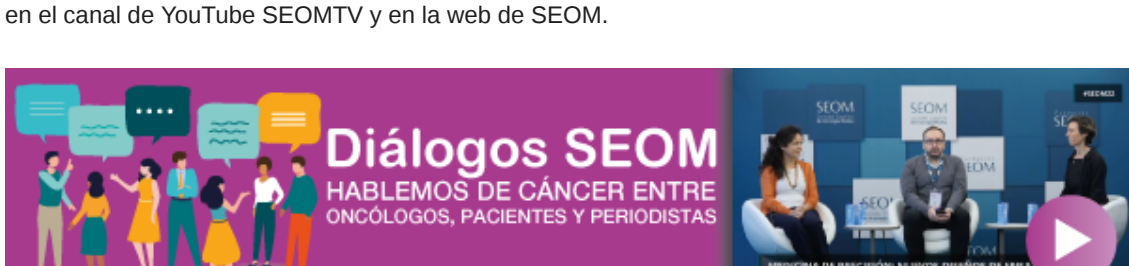 en el canal de YouTube SEOMTV y en la web de SEOM.
Diálogos SEOM
HABLEMOS DE CÁNCER ENTRE
ONCÓLOGOS, PACIENTES Y PERIODISTAS
#SEOM22
SEOM
SEOM